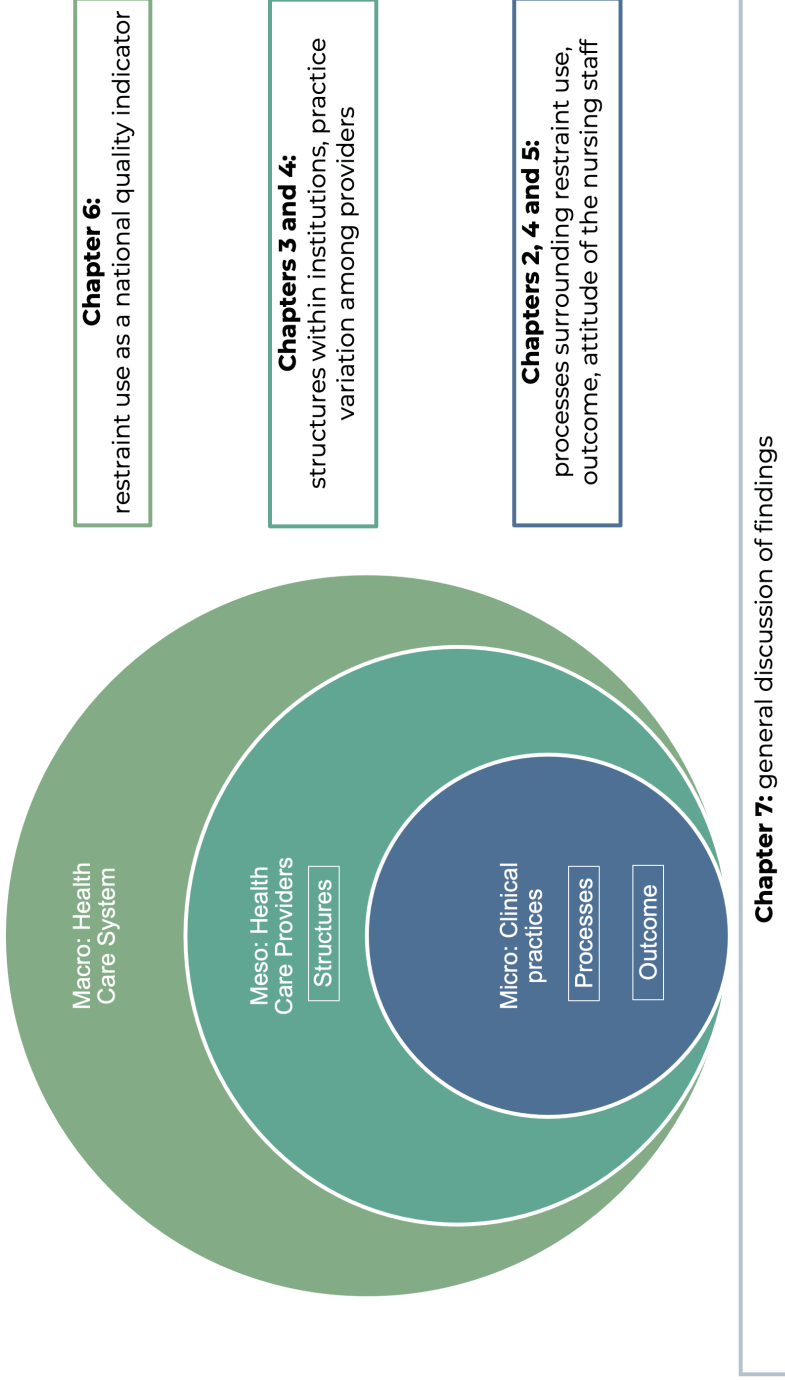 Macro: Health
Care System
Meso: Health
Care Providers
Structures
Micro: Clinical
practices
Processes
Outcome
Chapter 6:
restraint use as a national quality indicator
Chapters 3 and 4:
structures within institutions, practice
variation among providers
Chapters 2, 4 and 5:
processes surrounding restraint use,
outcome, attitude of the nursing staff
Chapter 7: general discussion of findings